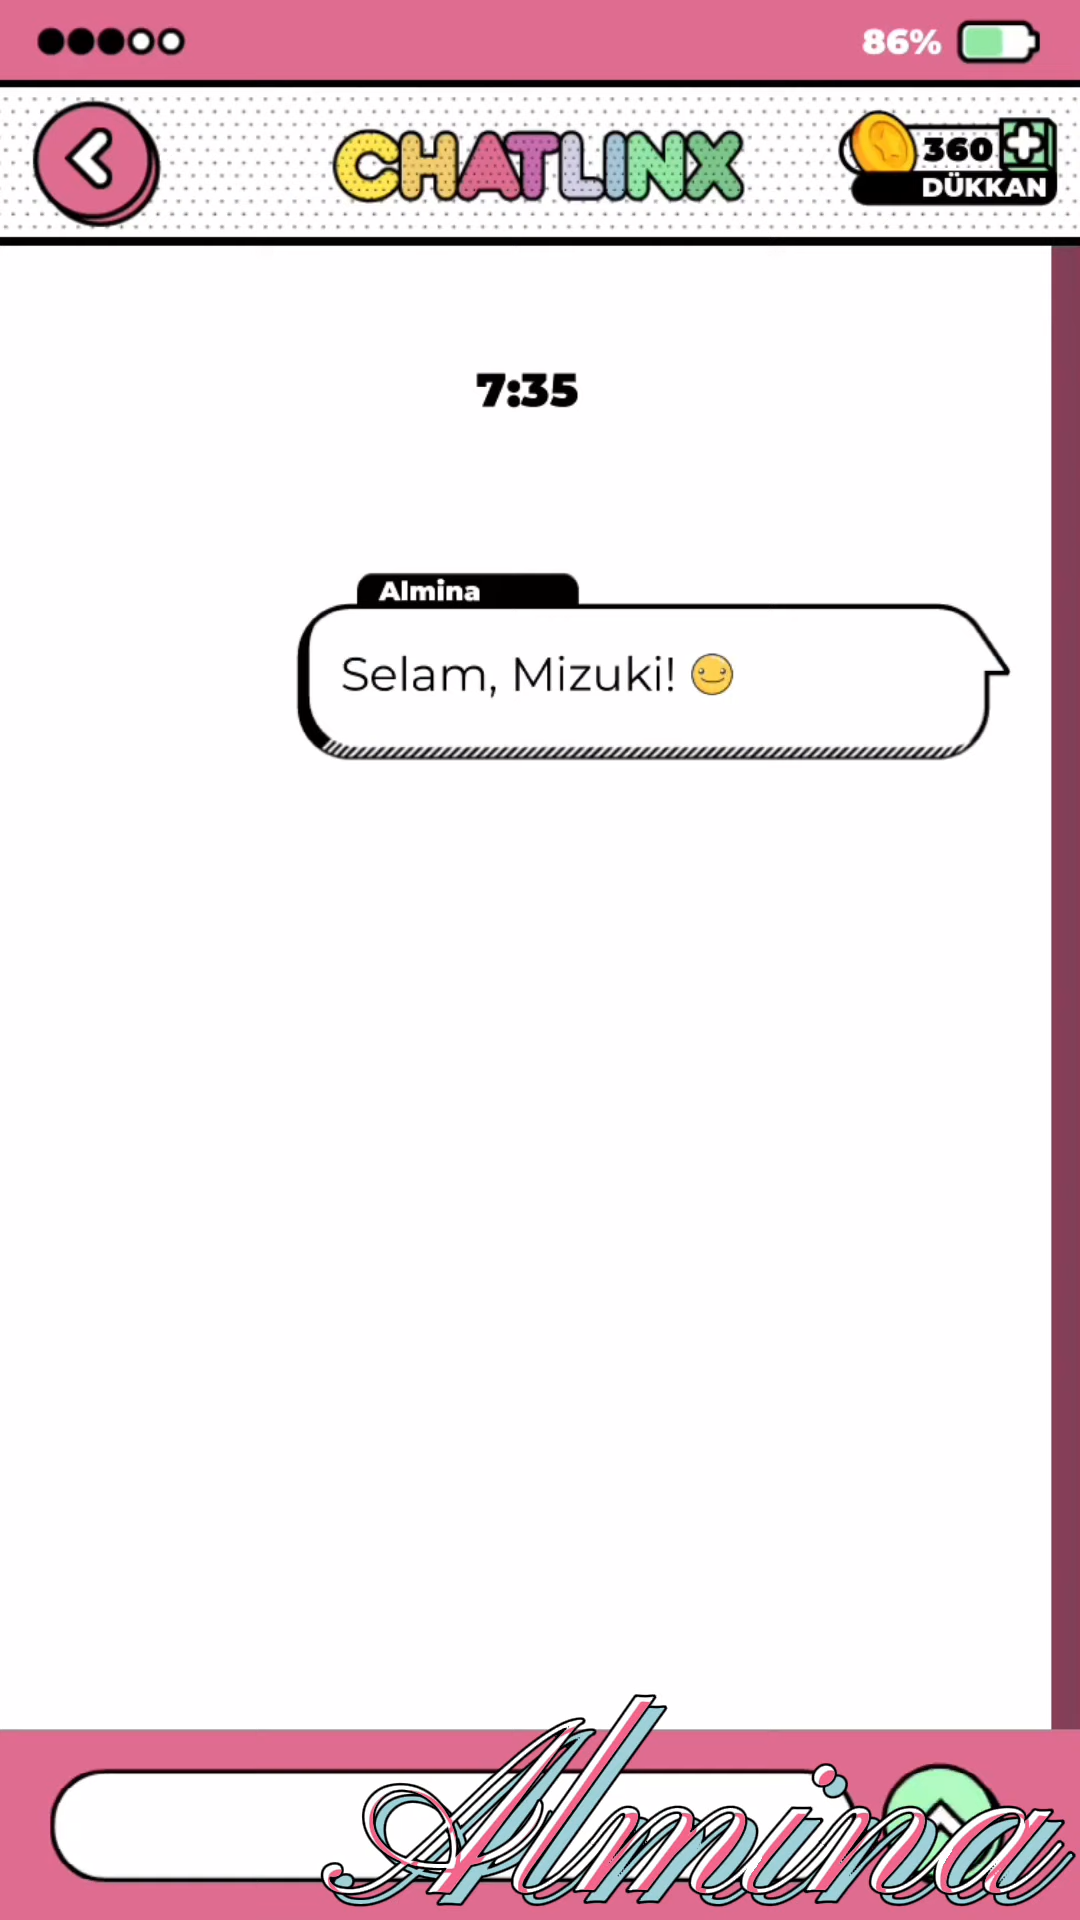 86%
CHATLINX
360
DÜKKAN
7:35
Almina
Selam, Mizuki! 🙂
Almina